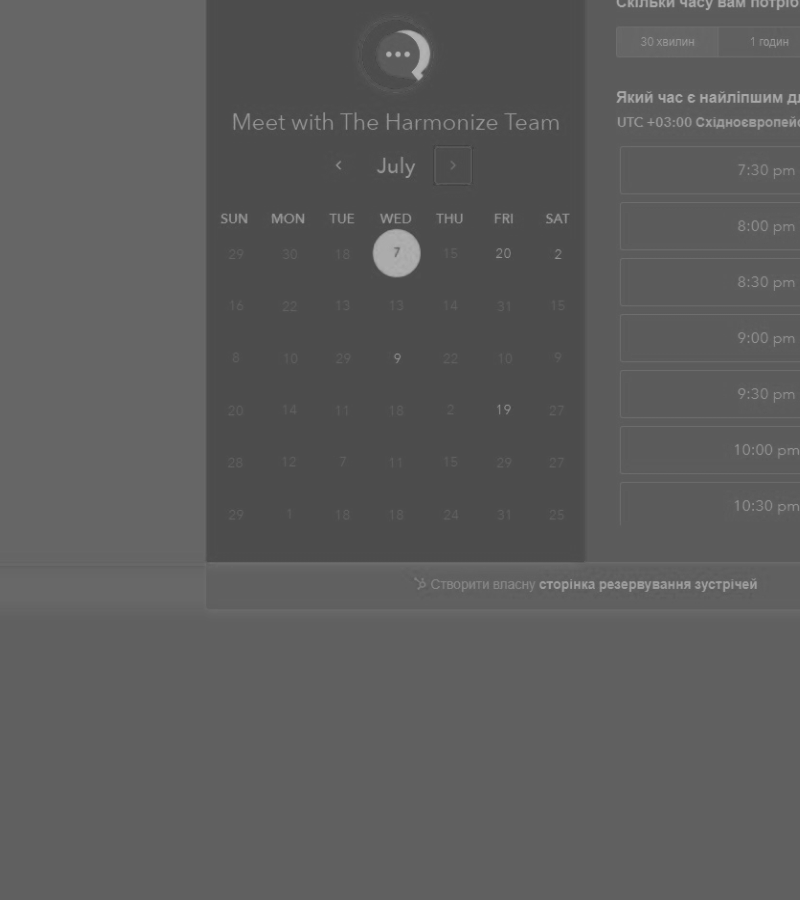 Скільки часу вам потріб
30 хвилин 1 годин
Meet with The Harmonize Team
‹ July ›
Який час є найліпшим д
UTC +03:00 Східноєвропей
SUN MON TUE WED THU FRI SAT
29 30 18 7 15 20 2
16 22 13 13 14 31 15
8 10 29 9 22 10 9
20 14 11 18 2 19 27
28 12 7 11 15 29 27
29 1 18 18 24 31 25
7:30 pm
8:00 pm
8:30 pm
9:00 pm
9:30 pm
10:00 pm
10:30 pm
Створити власну сторінка резервування зустрічей